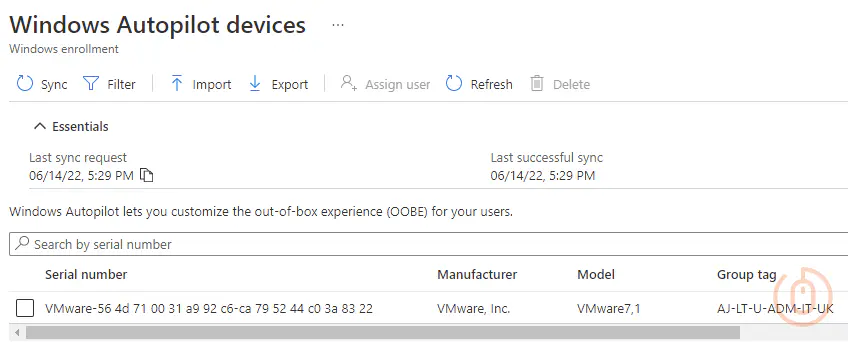 Windows Autopilot devices ...
Windows enrollment
Sync Filter Import Export Assign user Refresh Delete
Essentials
Last sync request Last successful sync
06/14/22, 5:29 PM 06/14/22, 5:29 PM
Windows Autopilot lets you customize the out-of-box experience (OOBE) for your users.
Search by serial number
Serial number Manufacturer Model Group tag
VMware-56 4d 71 00 31 a9 92 c6-ca 79 52 44 c0 3a 83 22 VMware, Inc. VMware7,1 AJ-LT-U-ADM-IT-UK